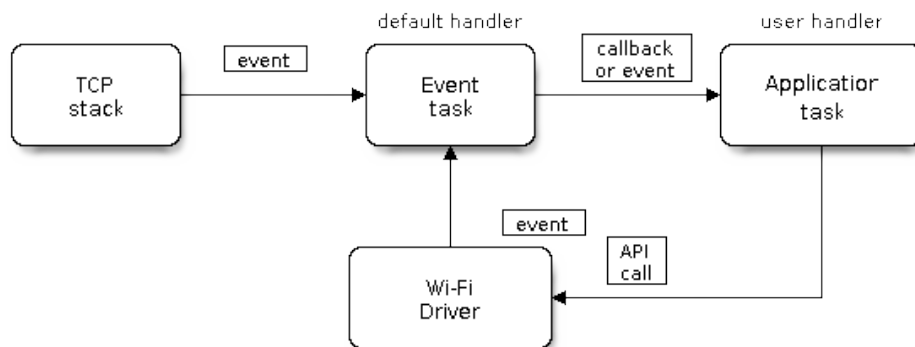 default handler
user handler
event
callback
or event
TCP
stack
Event
task
Application
task
event
API
call
Wi-Fi
Driver